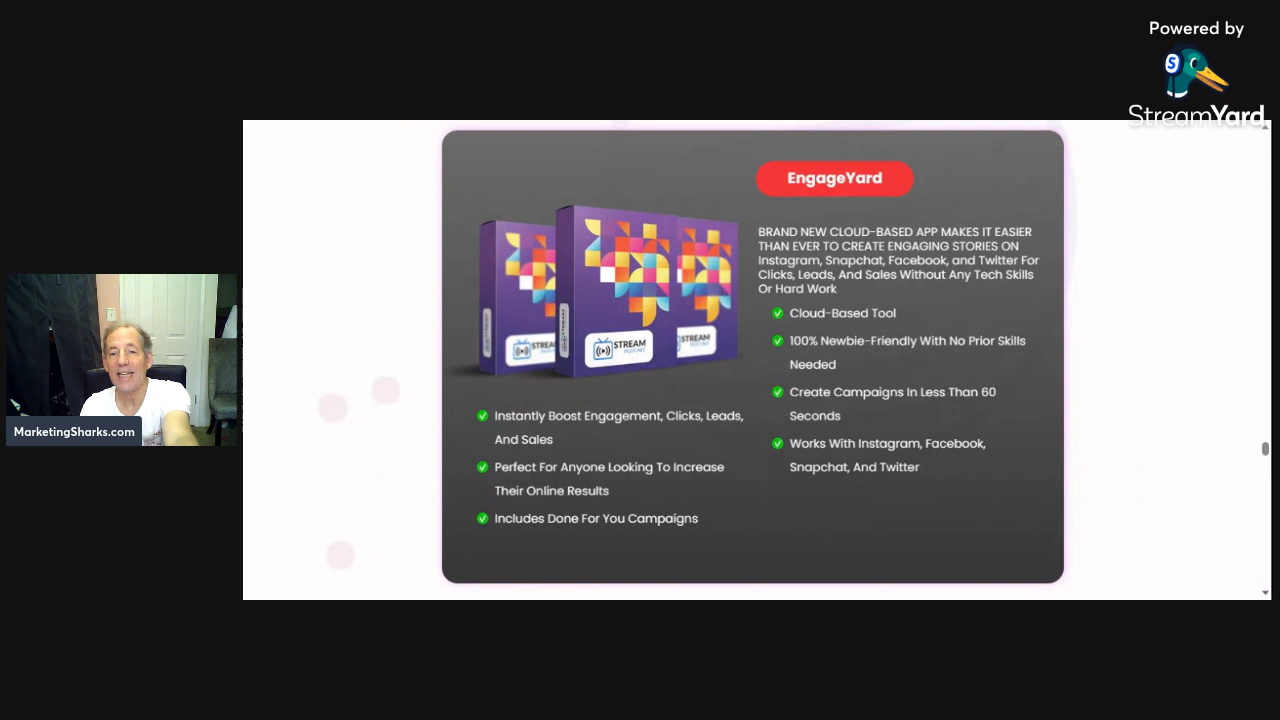 Powered by
S
StreamYard
EngageYard
BRAND NEW CLOUD-BASED APP MAKES IT EASIER
THAN EVER TO CREATE ENGAGING STORIES ON
Instagram, Snapchat, Facebook, and Twitter For
Clicks, Leads, And Sales Without Any Tech Skills
Or Hard Work
Cloud-Based Tool
100% Newbie-Friendly With No Prior Skills
Needed
Create Campaigns In Less Than 60
Seconds
Works With Instagram, Facebook,
Snapchat, And Twitter
STREAM
STREAM
STREAM
Instantly Boost Engagement, Clicks, Leads,
And Sales
Perfect For Anyone Looking To Increase
Their Online Results
Includes Done For You Campaigns
MarketingSharks.com